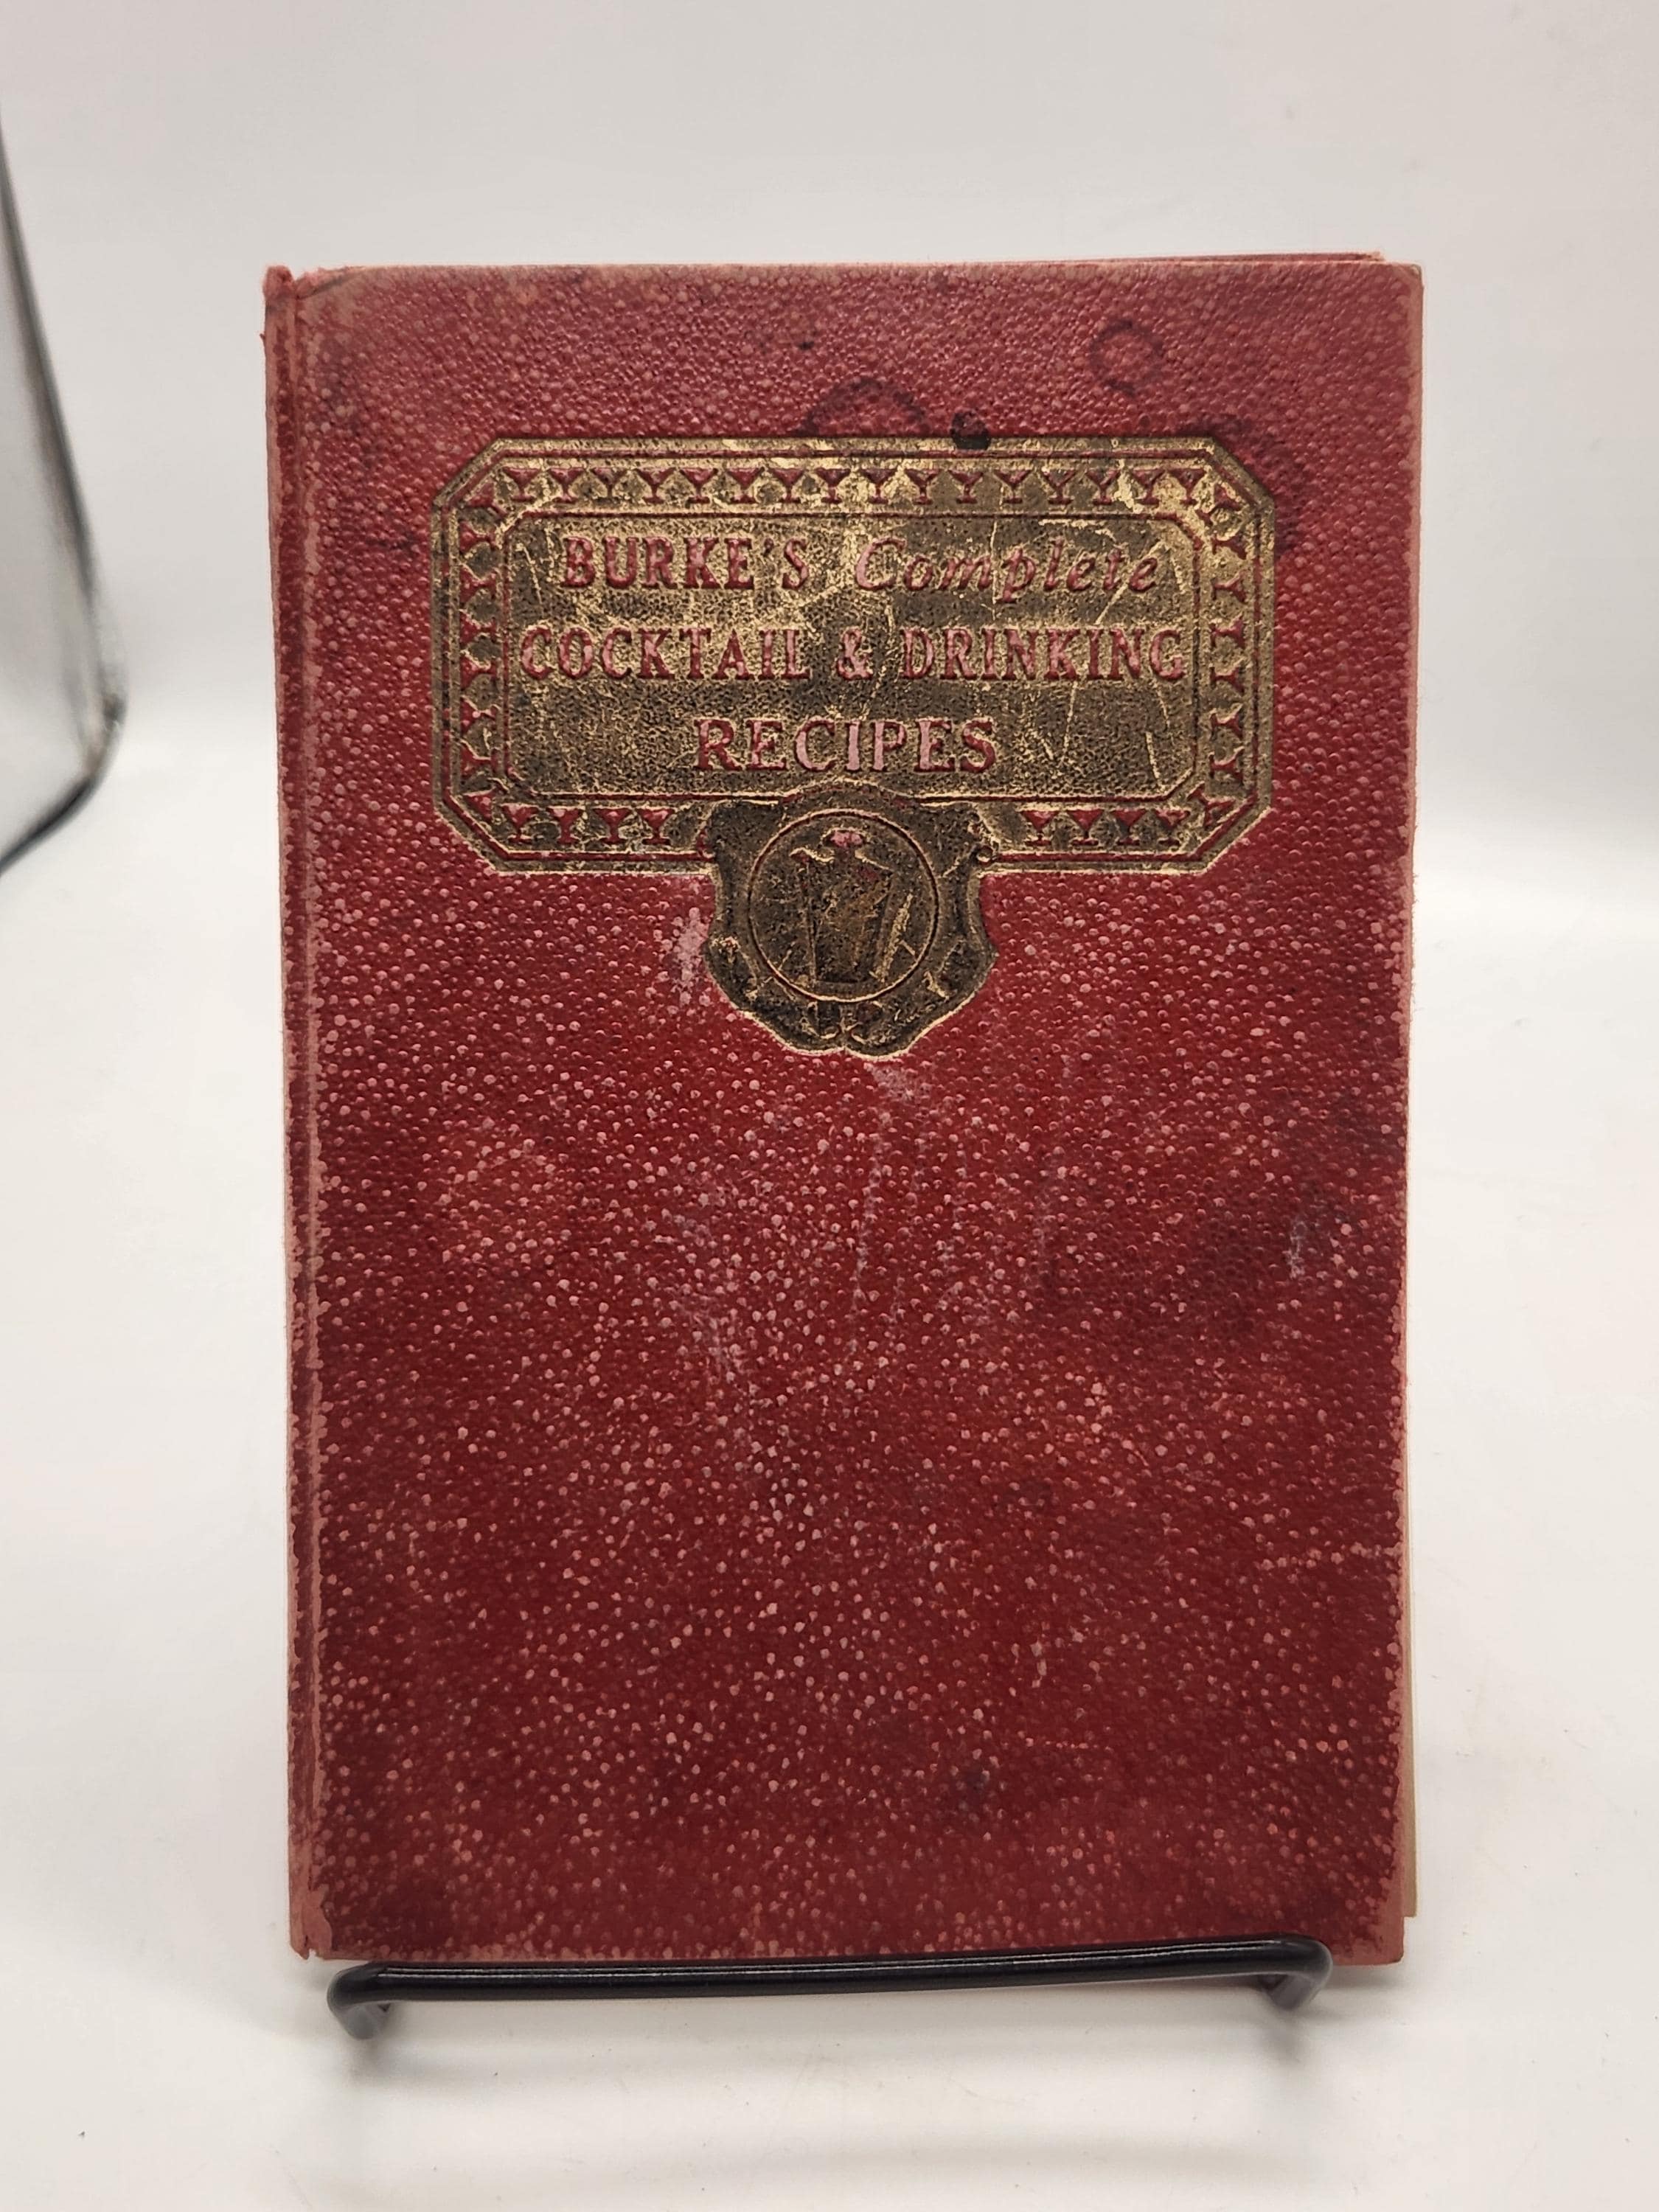 BURKE'S Complete
COCKTAIL & DRINKING
RECIPES